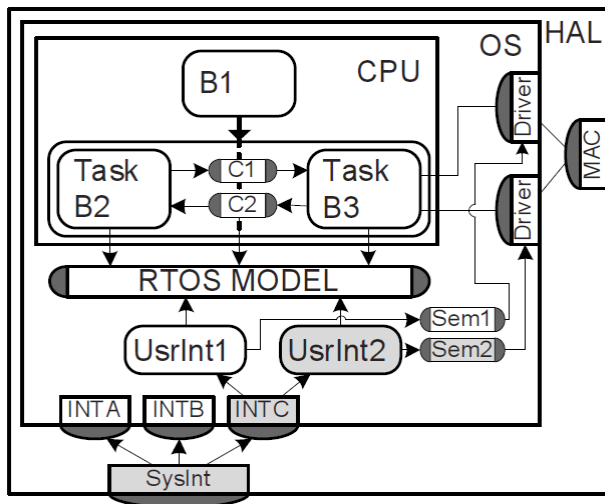 OS
HAL
CPU
B1
Driver
MAC
Task
B2
C1
C2
Task
B3
Driver
RTOS MODEL
UsrInt1
UsrInt2
Sem1
Sem2
INTA
INTB
INTC
SysInt